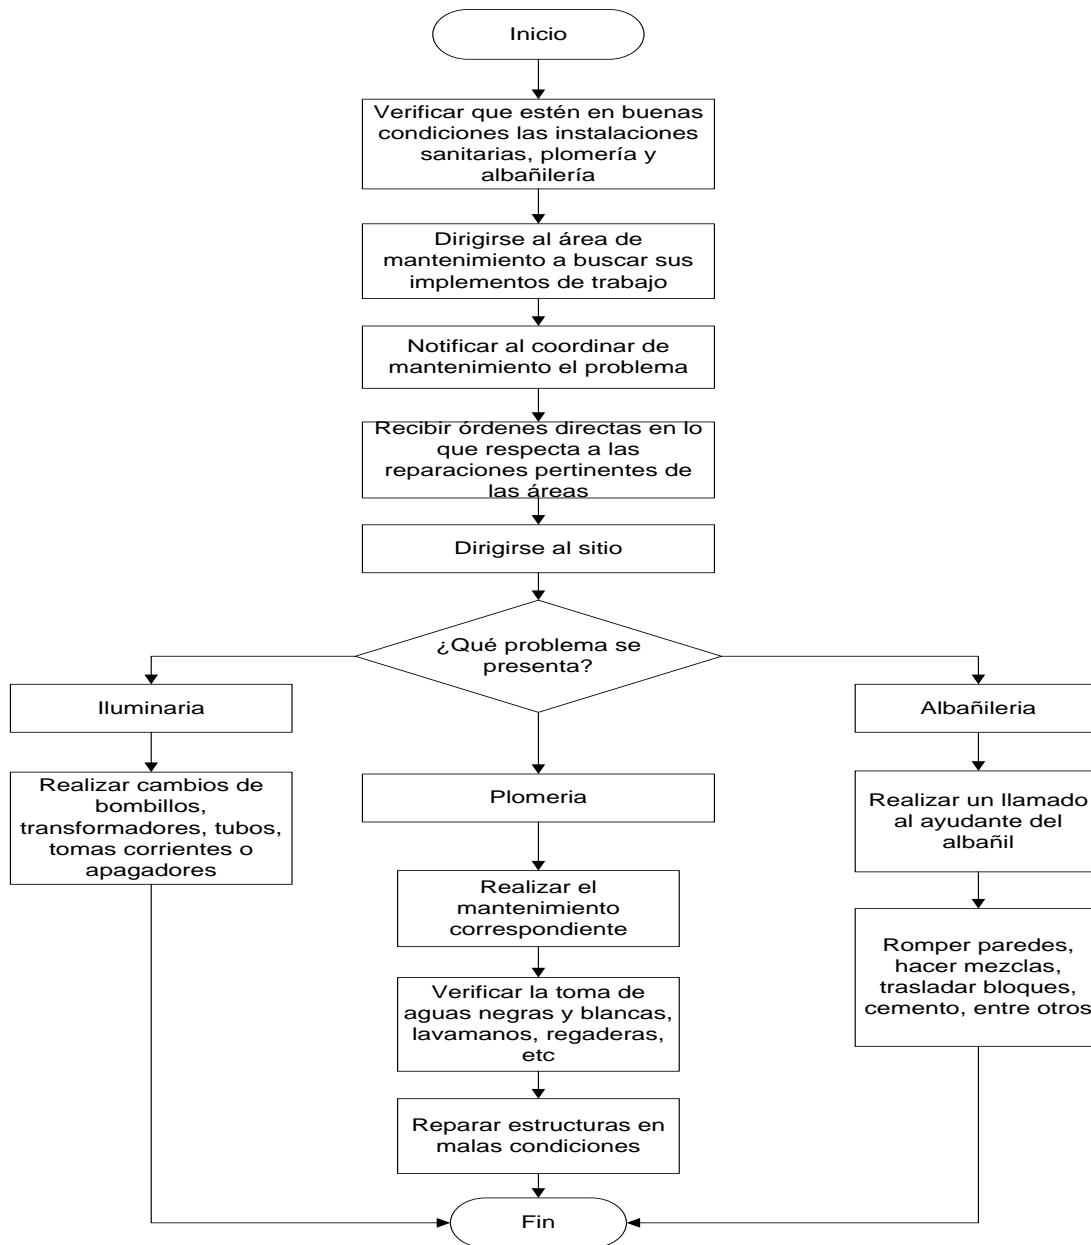 Inicio
Verificar que estén en buenas
condiciones las instalaciones
sanitarias, plomería y
albañilería
Dirigirse al área de
mantenimiento a buscar sus
implementos de trabajo
Notificar al coordinar de
mantenimiento el problema
Recibir órdenes directas en lo
que respecta a las
reparaciones pertinentes de
las áreas
Dirigirse al sitio
¿Qué problema se
presenta?
Iluminaria
Realizar cambios de
bombillos,
transformadores, tubos,
tomas corrientes o
apagadores
Plomeria
Realizar el
mantenimiento
correspondiente
Verificar la toma de
aguas negras y blancas,
lavamanos, regaderas,
etc
Reparar estructuras en
malas condiciones
Albañileria
Realizar un llamado
al ayudante del
albañil
Romper paredes,
hacer mezclas,
trasladar bloques,
cemento, entre otros
Fin